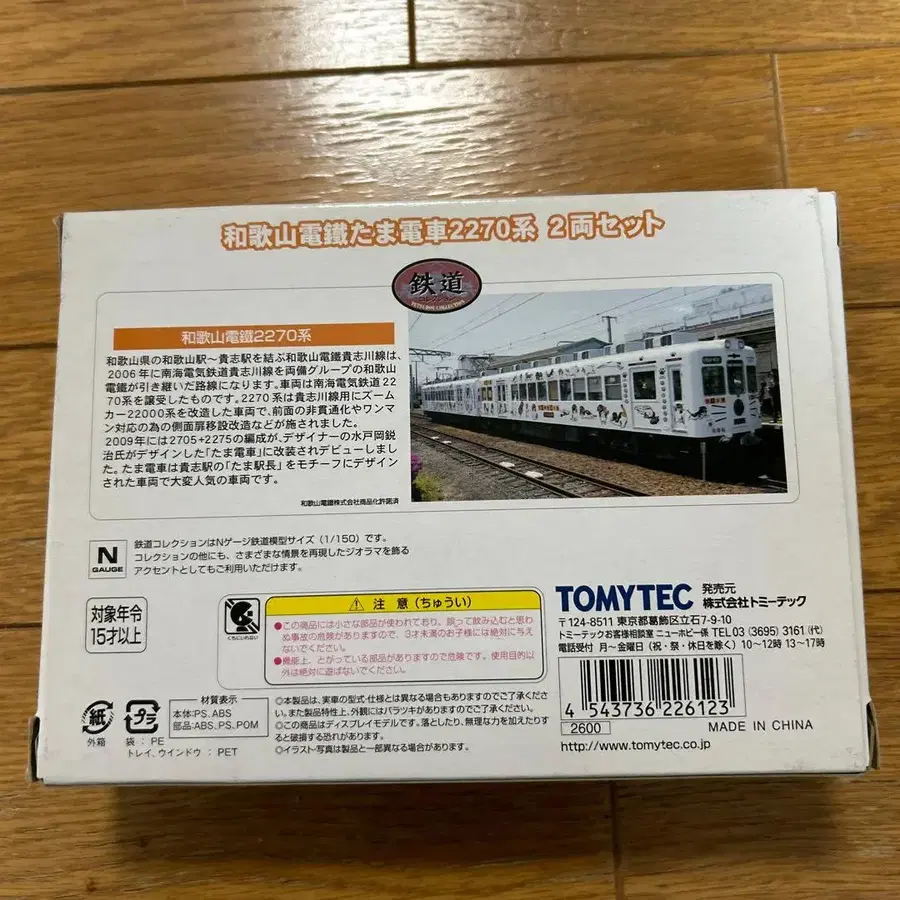 和歌山電鐵たま電車2270系 2両セット
鉄道
コレクション
和歌山電鐵2270系
和歌山県の和歌山駅〜貴志駅を結ぶ和歌山電鐵貴志川線は、
2006年に南海電気鉄道貴志川線を両備グループの和歌山
電鐵が引き継いだ路線になります。車両は南海電気鉄道22
70系を譲受したものです。2270系は貴志川線用にズーム
カー22000系を改造した車両で、前面の非貫通化やワンマン
対応の為の側面扉移設改造などが施されました。
2009年には2705+2275の編成が、デザイナーの水戸岡鋭
治氏がデザインした「たま電車」に改装されデビューしまし
た。たま電車は貴志駅の「たま駅長」をモチーフにデザイン
された車両で大変人気の車両です。
和歌山電鐵株式会社商品化許諾済
N
GAUGE
鉄道コレクションはNゲージ鉄道模型サイズ(1/150)です。
コレクションの他にも、さまざまな情景を再現したジオラマを飾る
アクセントとしてもご利用いただけます。
対象年令
15才以上
くちにいれない
注意(ちゅうい)
●この商品には小さな部品が使われており、誤って飲み込むと思わ
ぬ事故の危険がありますので、3才未満のお子様には絶対に与え
ないでください。
●機能上、とがっている部品がありますので危険です。使用目的以
外は絶対に遊ばないでください。
TOMYTEC 発売元
株式会社トミーテック
〒124-8511 東京都葛飾区立石7-9-10
トミーテックお客様相談室 ニューホビー係 TEL 03(3695)3161(代)
電話受付 月〜金曜日(祝・祭・休日を除く) 10〜12時 13〜17時
紙
外箱
プラ
袋:PE
トレイ、ウインドウ:PET
材質表示
本体:PS、ABS
部品:ABS、PS、POM
◎本製品は、実車の型式・仕様とは異なる場合もありますのでご了承くださ
い。また製品特性上、外観にはバラツキがありますのでご了承ください。
◎この商品はディスプレイモデルです。落としたり、無理な力を加えたりす
ると破損する恐れがあります。
◎イラスト・写真は製品と一部異なる場合があります。
4 543736 226123
2600
MADE IN CHINA
http://www.tomytec.co.jp